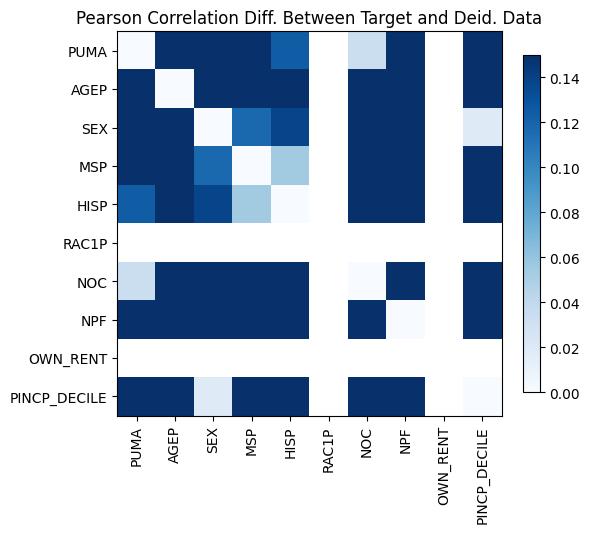 Pearson Correlation Diff. Between Target and Deid. Data
PUMA
AGEP
SEX
MSP
HISP
RAC1P
NOC
NPF
OWN_RENT
PINCP_DECILE
PUMA
AGEP
SEX
MSP
HISP
RAC1P
NOC
NPF
OWN_RENT
PINCP_DECILE
0.14
0.12
0.10
0.08
0.06
0.04
0.02
0.00